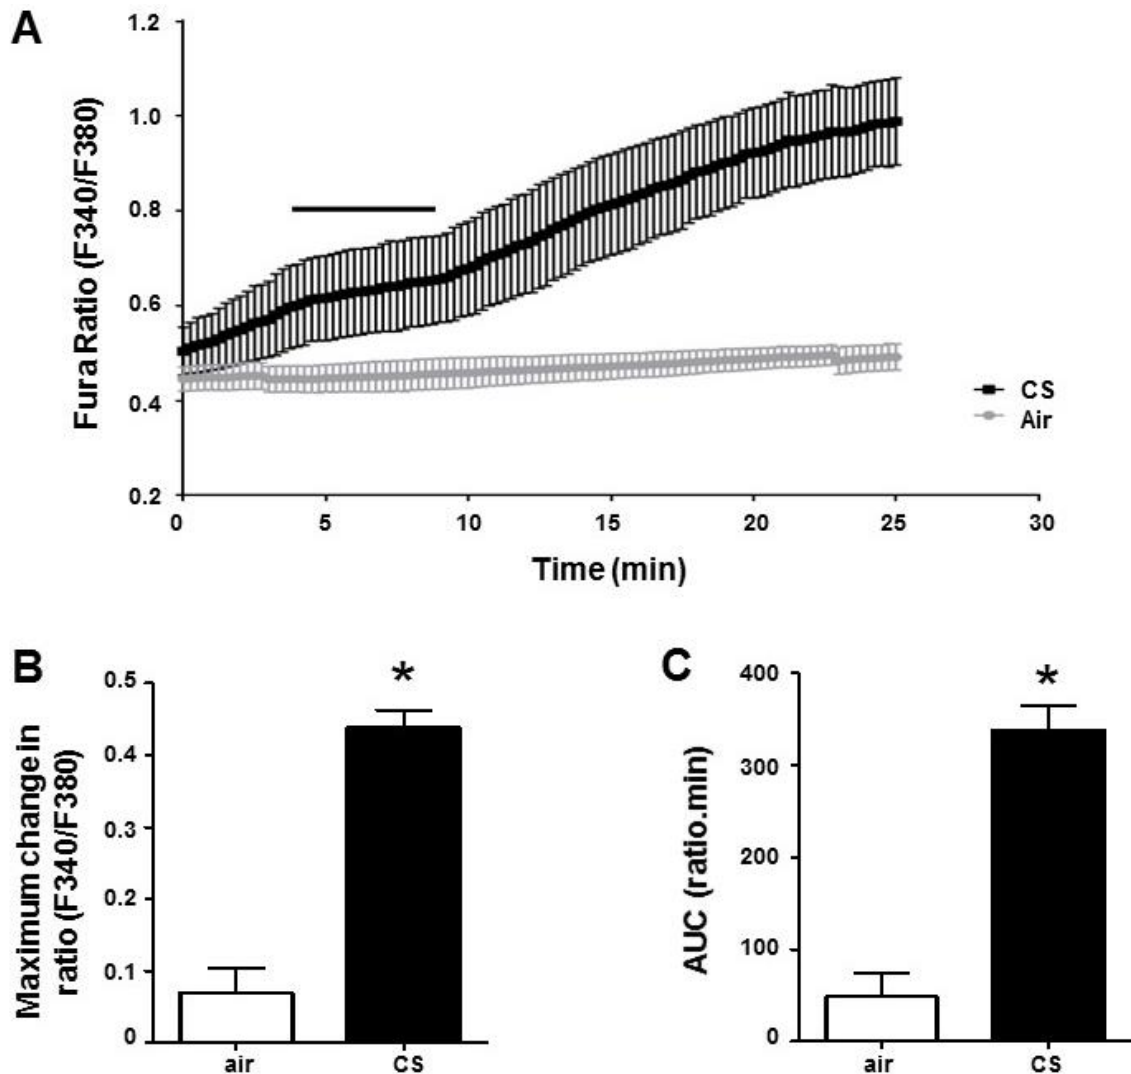 A
Fura Ratio (F340/F380)
1.2
1.0
0.8
0.6
0.4
0.2
0
5
10
15
20
25
30
Time (min)
CS
Air
B
Maximum change in
ratio (F340/F380)
0.5
0.4
0.3
0.2
0.1
0
*
air
CS
C
AUC (ratio.min)
400
300
200
100
0
*
air
CS